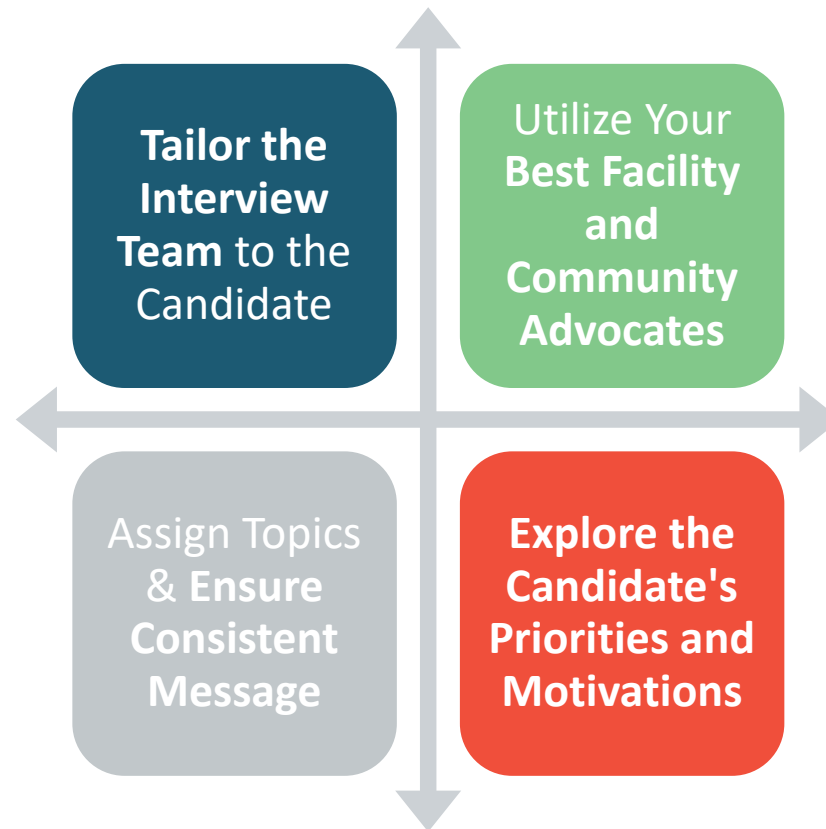 Tailor the
Interview
Team to the
Candidate
Utilize Your
Best Facility
and
Community
Advocates
Assign Topics
& Ensure
Consistent
Message
Explore the
Candidate's
Priorities and
Motivations